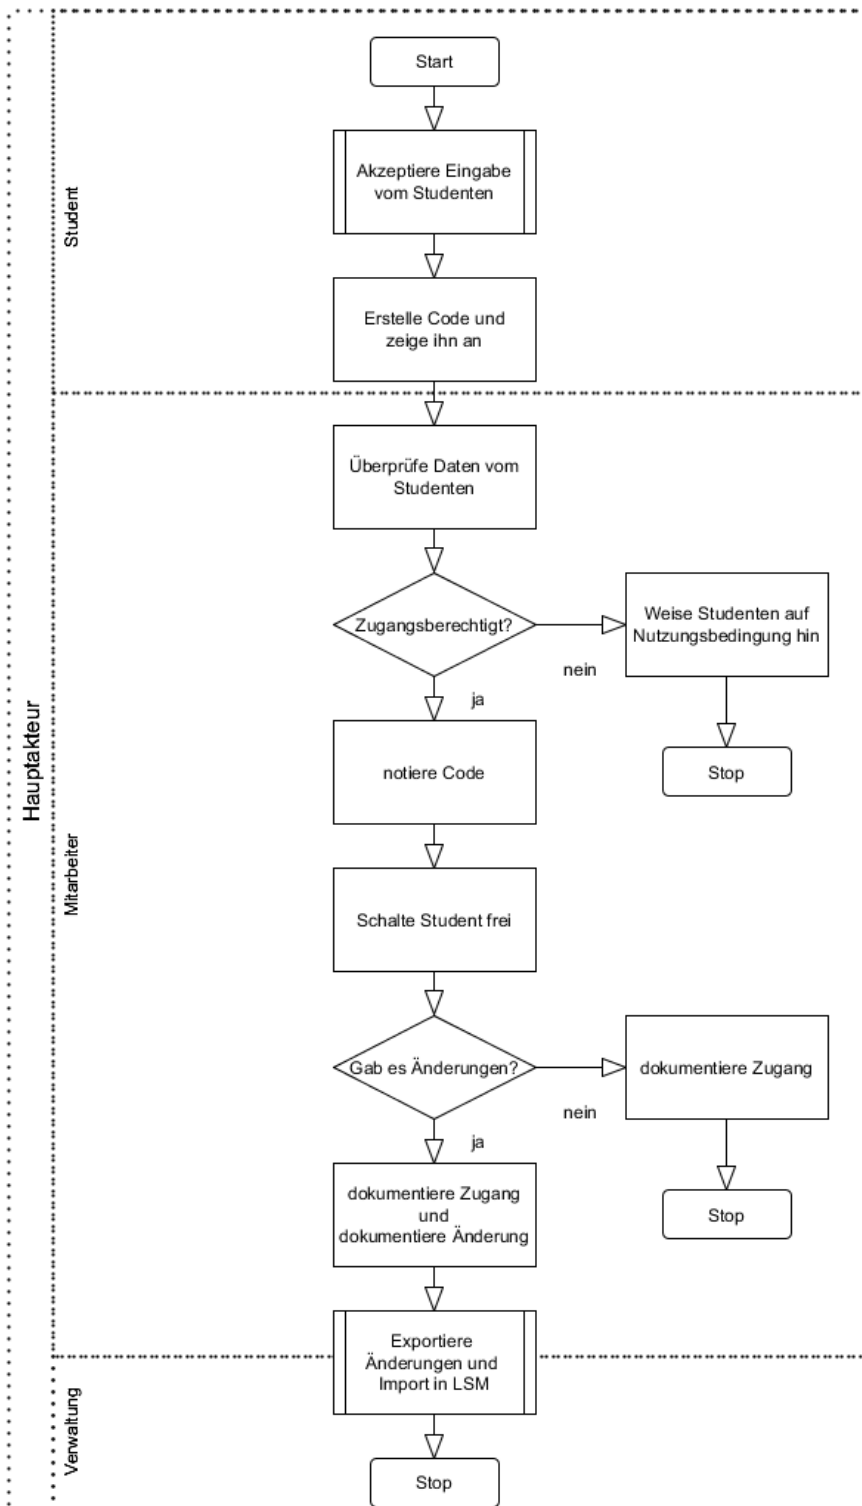 Hauptakteur
Student
Start
Akzeptiere Eingabe
vom Studenten
Erstelle Code und
zeige ihn an
Mitarbeiter
Überprüfe Daten vom
Studenten
Zugangsberechtigt?
nein
Weise Studenten auf
Nutzungsbedingung hin
Stop
ja
notiere Code
Schalte Student frei
Gab es Änderungen?
nein
dokumentiere Zugang
Stop
ja
dokumentiere Zugang
und
dokumentiere Änderung
Exportiere
Änderungen und
Import in LSM
Verwaltung
Stop